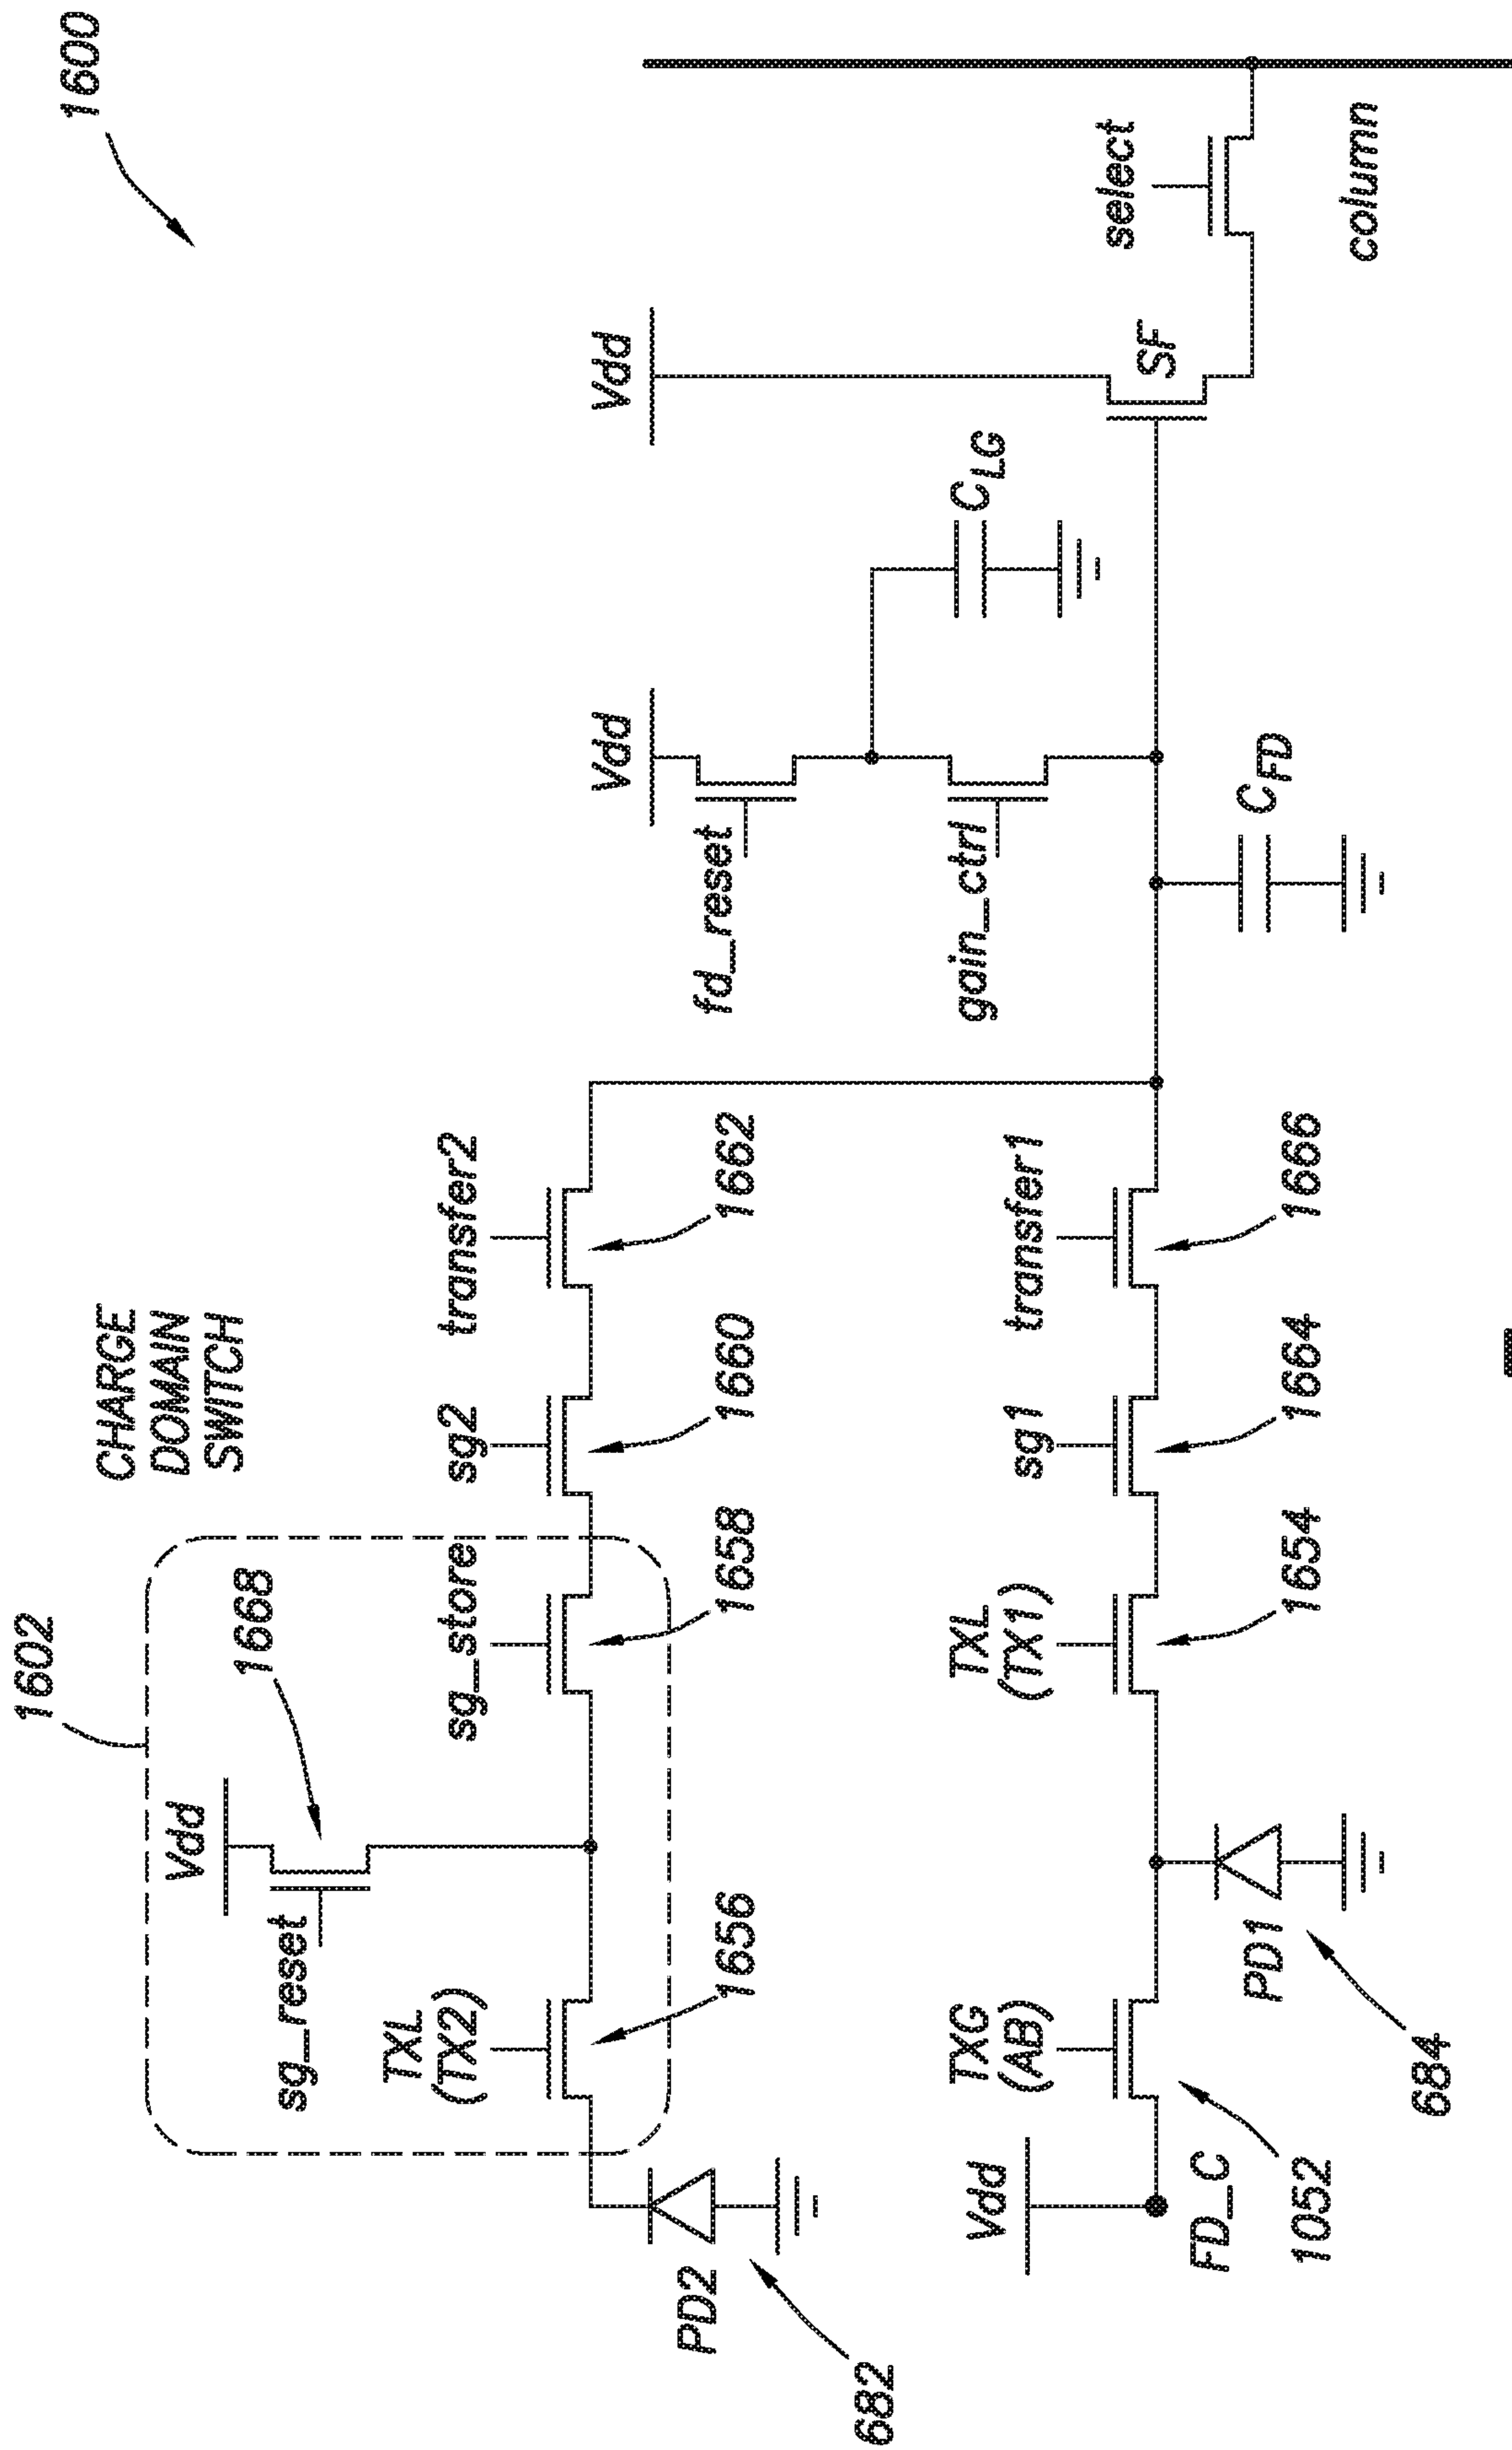 1600
CHARGE
DOMAIN
SWITCH
1602
Vdd
1668
sg_reset
TXL
(TX2)
1656
sg_store
1658
sg2
1660
transfer2
1662
PD2
682
Vdd
FD_C
TXG
(AB)
1052
PD1
684
TXL
(TX1)
1654
sg1
1664
transfer1
1666
Vdd
fd_reset
gain_ctrl
CLG
CFD
Vdd
SF
select
column